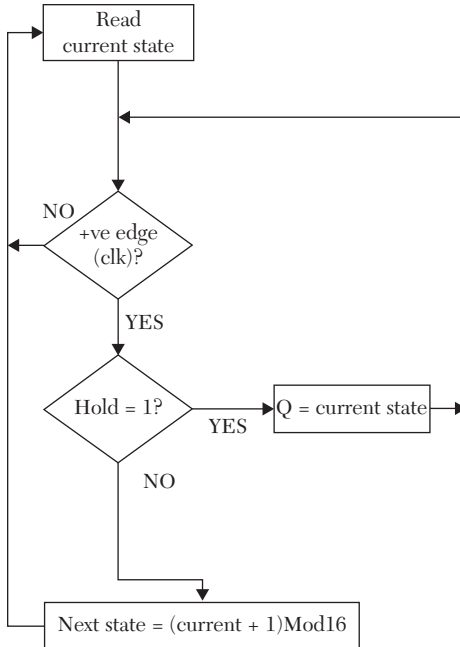 Read
current state
NO
+ve edge
(clk)?
YES
Hold = 1?
YES
Q = current state
NO
Next state = (current + 1)Mod16